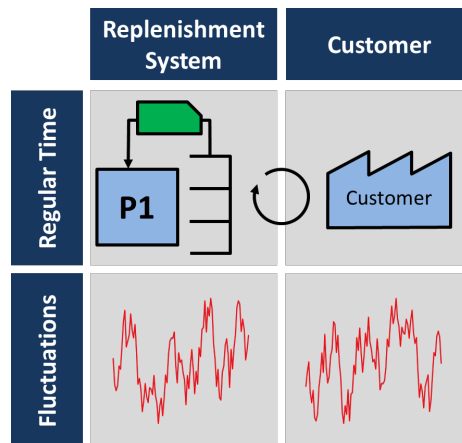 Replenishment
System
Customer
Regular Time
P1
Customer
Fluctuations